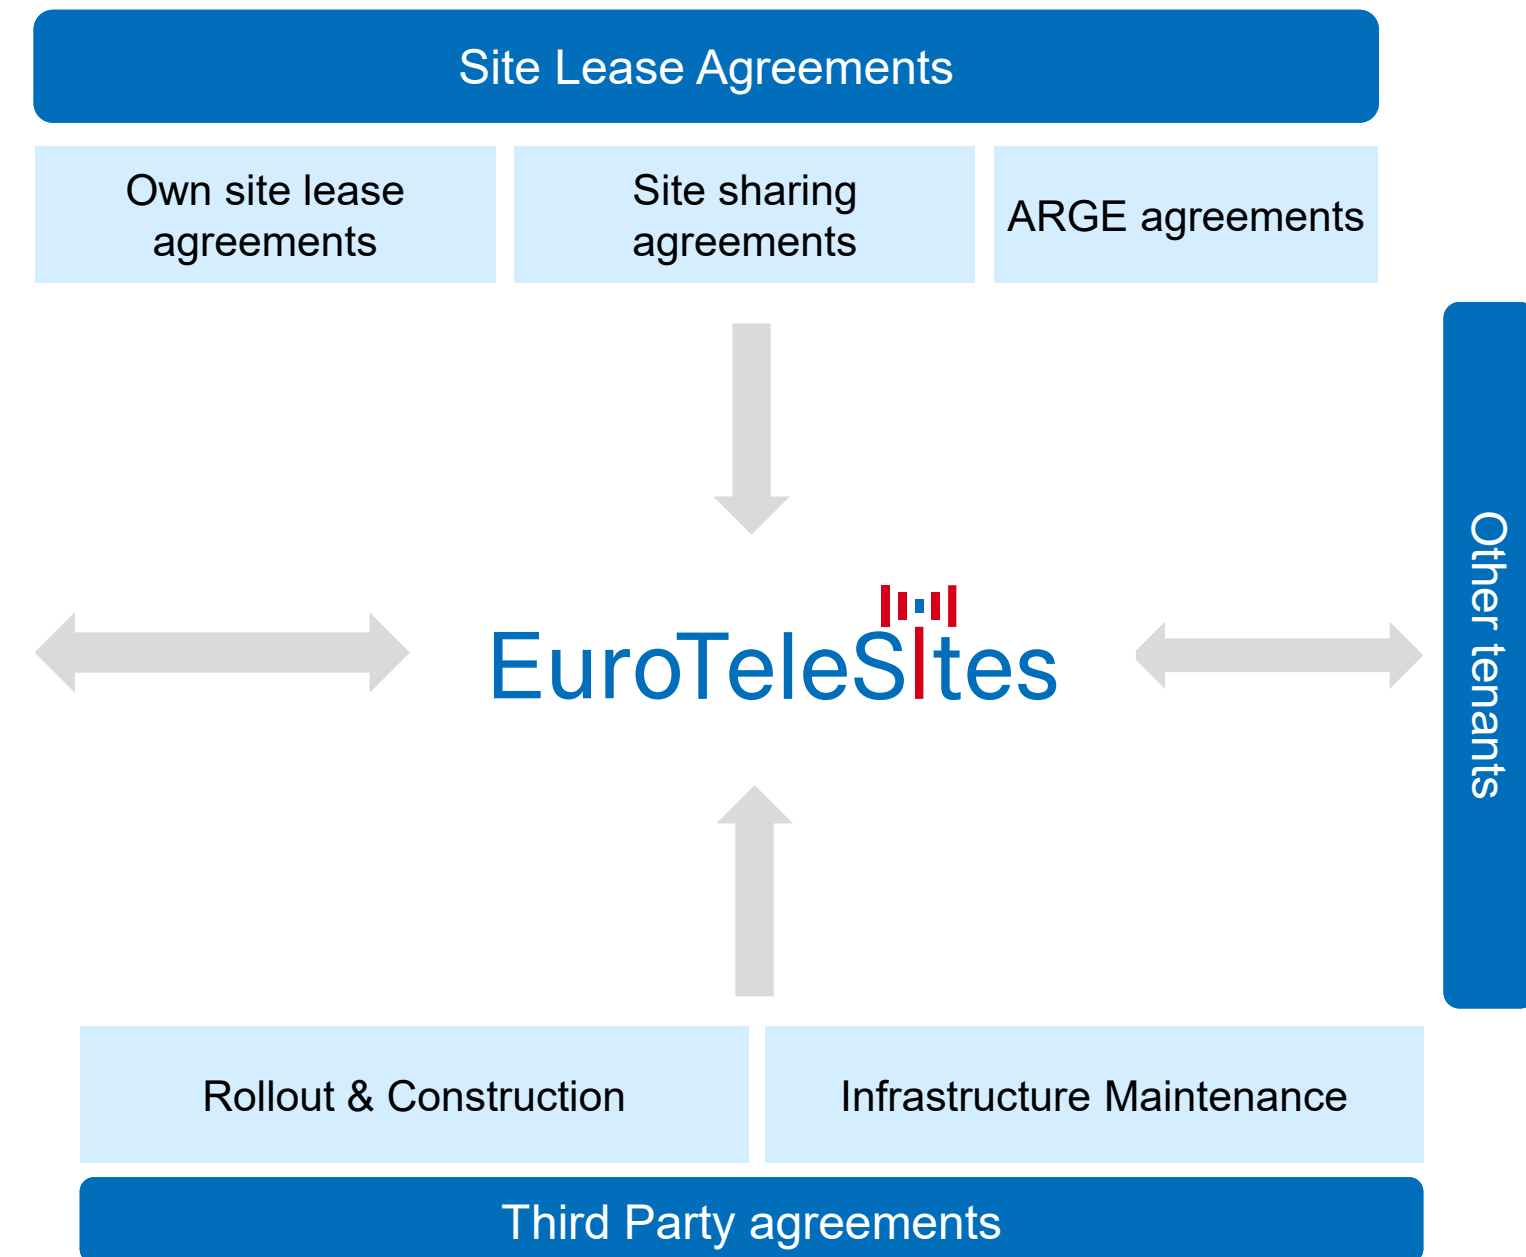 Site Lease Agreements
Own site lease
agreements
Site sharing
agreements
ARGE agreements
Other tenants
EuroTeleSites
Rollout & Construction
Infrastructure Maintenance
Third Party agreements